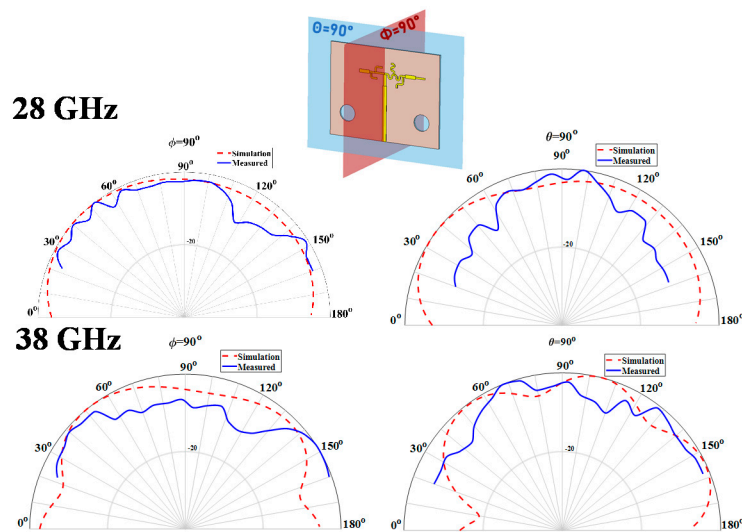 Θ=90°
Φ=90°
28 GHz
ϕ=90°
Simulation
Measured
0°
30°
60°
90°
120°
150°
180°
-20
θ=90°
Simulation
Measured
0°
30°
60°
90°
120°
150°
180°
-20
38 GHz
ϕ=90°
Simulation
Measured
0°
30°
60°
90°
120°
150°
180°
-20
θ=90°
Simulation
Measured
0°
30°
60°
90°
120°
150°
180°
-20